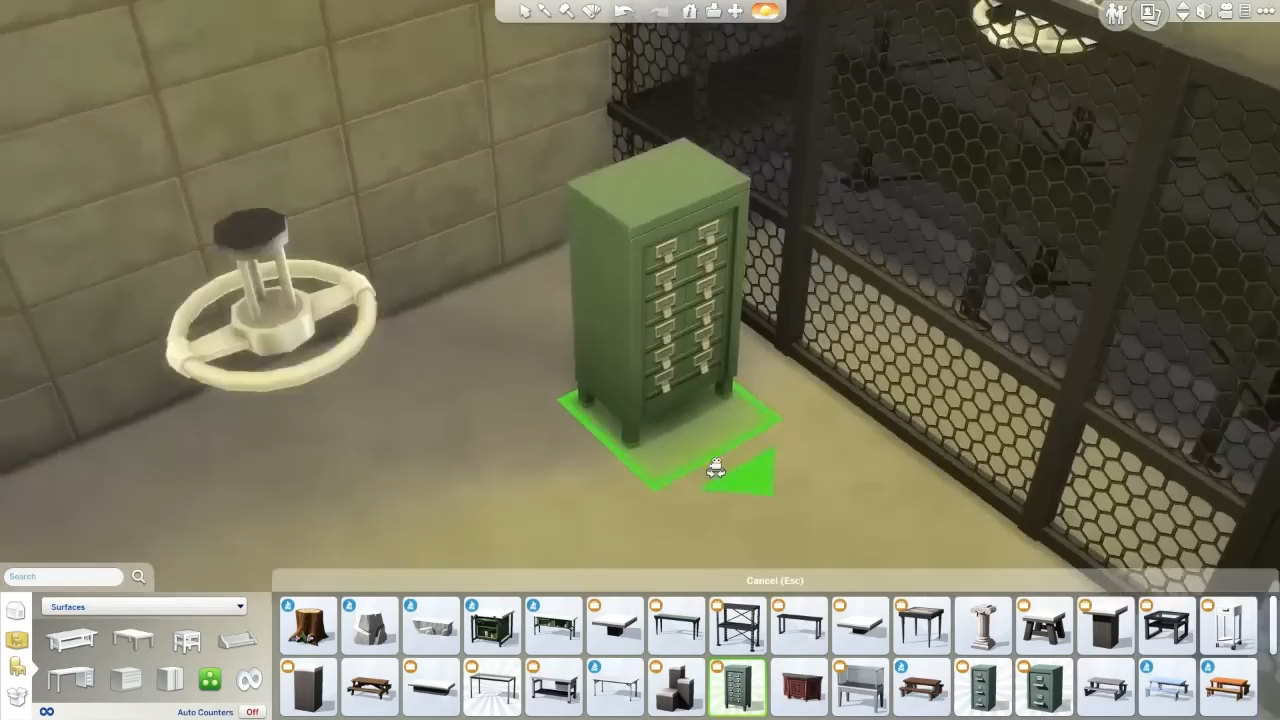 Cancel (Esc)
Search
Surfaces
Auto Counters
Off